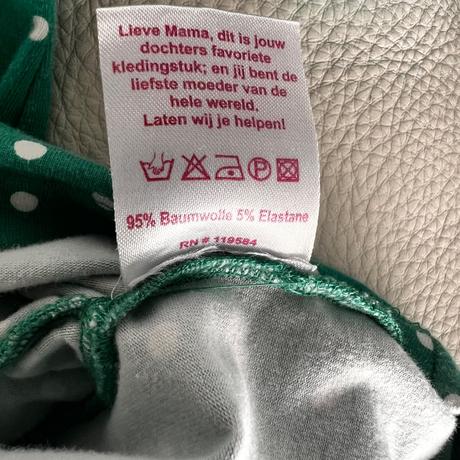 Lieve Mama, dit is jouw
dochters favoriete
kledingstuk; en jij bent de
liefste moeder van de
hele wereld.
Laten wij je helpen!
P
95% Baumwolle 5% Elastane
RN # 119584